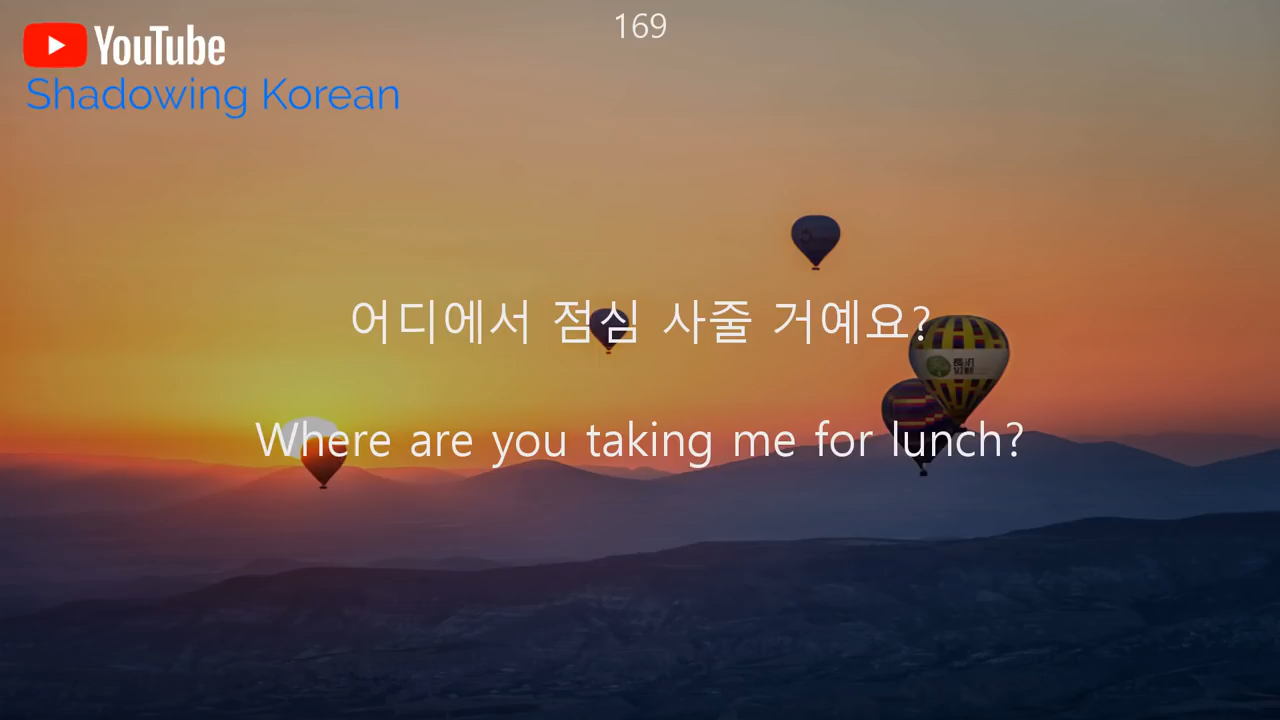 169
YouTube
Shadowing Korean
어디에서 점심 사줄 거예요?
Where are you taking me for lunch?